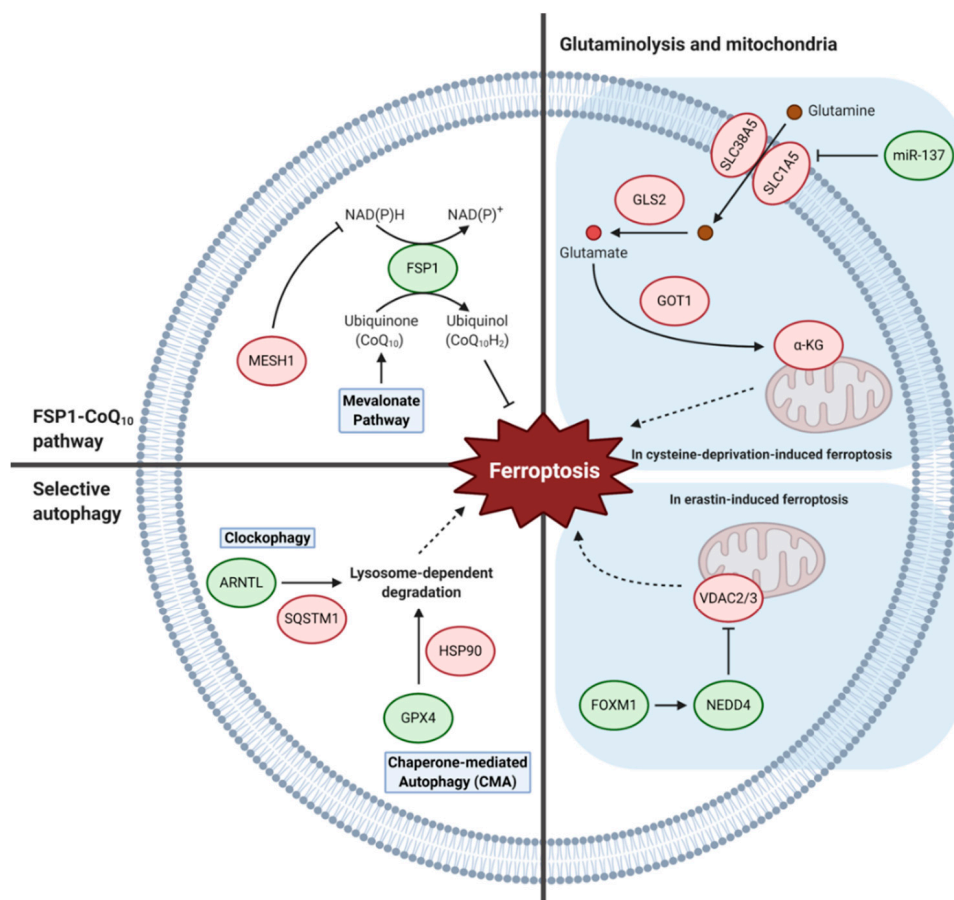 Glutaminolysis and mitochondria
Glutamine
SLC38A5
SLC1A5
miR-137
GLS2
Glutamate
GOT1
α-KG
In cysteine-deprivation-induced ferroptosis
NAD(P)H
NAD(P)⁺
FSP1
Ubiquinone
(CoQ₁₀)
Ubiquinol
(CoQ₁₀H₂)
MESH1
Mevalonate
Pathway
FSP1-CoQ₁₀
pathway
Ferroptosis
Selective
autophagy
Clockophagy
ARNTL
SQSTM1
Lysosome-dependent
degradation
HSP90
GPX4
Chaperone-mediated
Autophagy (CMA)
In erastin-induced ferroptosis
VDAC2/3
FOXM1
NEDD4